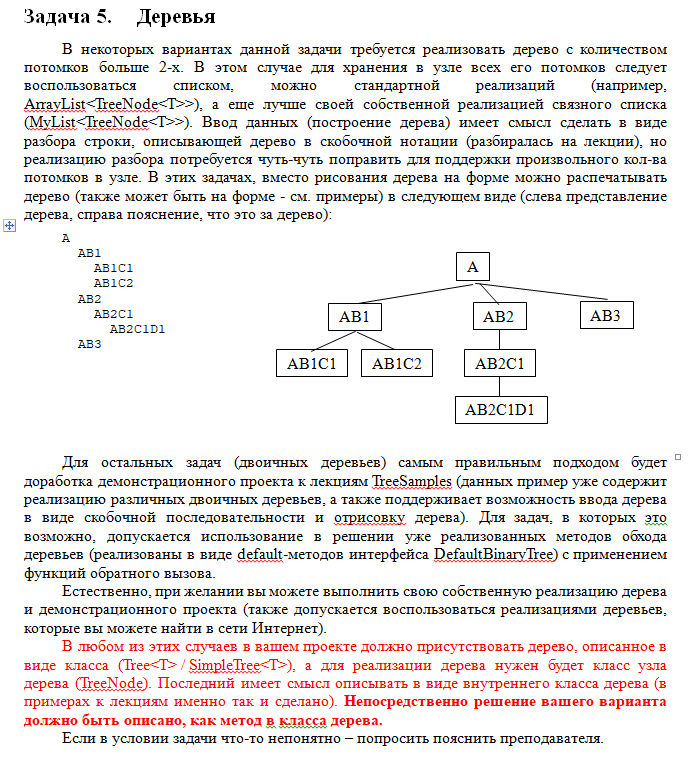 Задача 5. Деревья
В некоторых вариантах данной задачи требуется реализовать дерево с количеством
потомков больше 2-х. В этом случае для хранения в узле всех его потомков следует
воспользоваться списком, можно стандартной реализаций (например,
ArrayList<TreeNode<T>>), а еще лучше своей собственной реализацией связного списка
(MyList<TreeNode<T>>). Ввод данных (построение дерева) имеет смысл сделать в виде
разбора строки, описывающей дерево в скобочной нотации (разбиралась на лекции), но
реализацию разбора потребуется чуть-чуть поправить для поддержки произвольного кол-ва
потомков в узле. В этих задачах, вместо рисования дерева на форме можно распечатывать
дерево (также может быть на форме - см. примеры) в следующем виде (слева представление
дерева, справа пояснение, что это за дерево):
A
AB1
AB1C1
AB1C2
AB2
AB2C1
AB2C1D1
AB3
A
AB1 AB2 AB3
AB1C1 AB1C2 AB2C1
AB2C1D1
Для остальных задач (двоичных деревьев) самым правильным подходом будет
доработка демонстрационного проекта к лекциям TreeSamples (данных пример уже содержит
реализацию различных двоичных деревьев, а также поддерживает возможность ввода дерева
в виде скобочной последовательности и отрисовку дерева). Для задач, в которых это
возможно, допускается использование в решении уже реализованных методов обхода
деревьев (реализованы в виде default-методов интерфейса DefaultBinaryTree) с применением
функций обратного вызова.
Естественно, при желании вы можете выполнить свою собственную реализацию дерева
и демонстрационного проекта (также допускается воспользоваться реализациями деревьев,
которые вы можете найти в сети Интернет).
В любом из этих случаев в вашем проекте должно присутствовать дерево, описанное в
виде класса (Tree<T> / SimpleTree<T>), а для реализации дерева нужен будет класс узла
дерева (TreeNode). Последний имеет смысл описывать в виде внутреннего класса дерева (в
примерах к лекциям именно так и сделано). Непосредственно решение вашего варианта
должно быть описано, как метод в класса дерева.
Если в условии задачи что-то непонятно – попросить пояснить преподавателя.